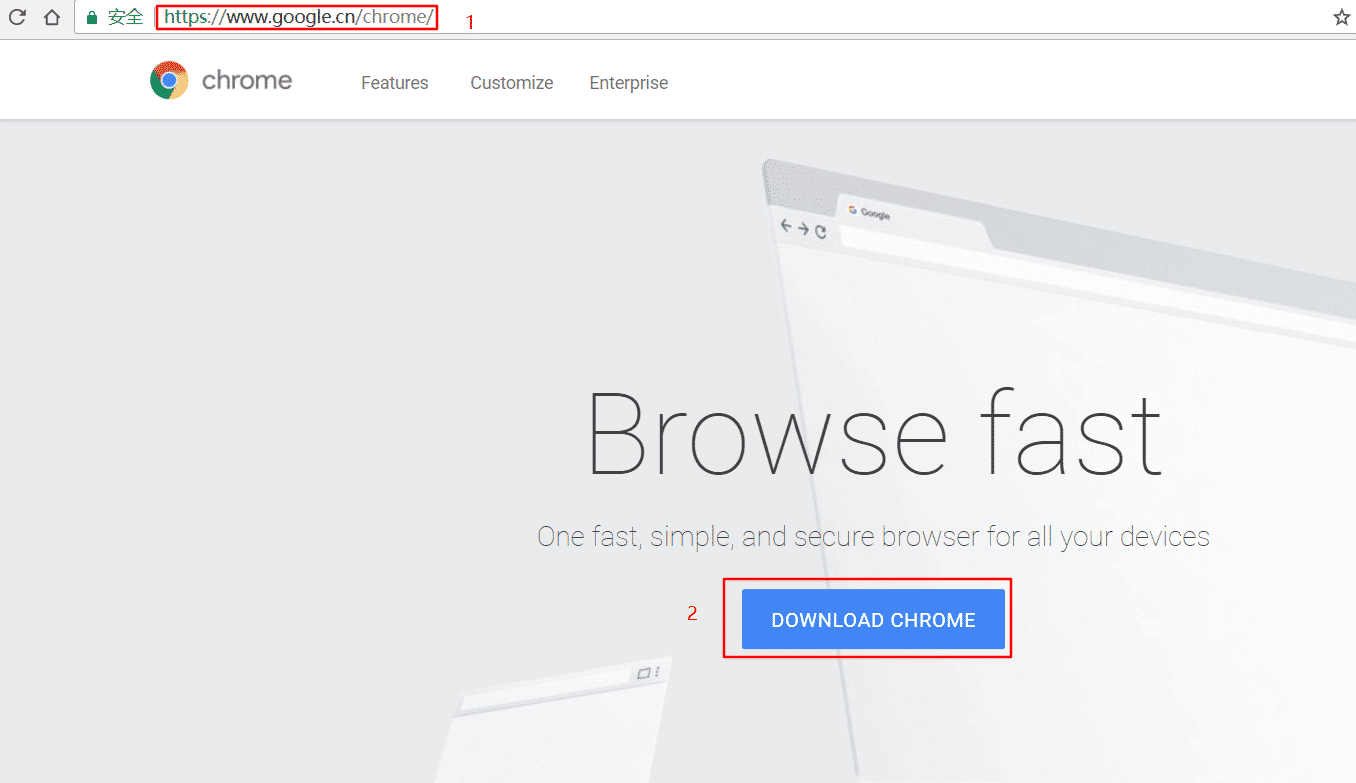 安全 https://www.google.cn/chrome/ 1
chrome Features Customize Enterprise
Google
Browse fast
One fast, simple, and secure browser for all your devices
2 DOWNLOAD CHROME